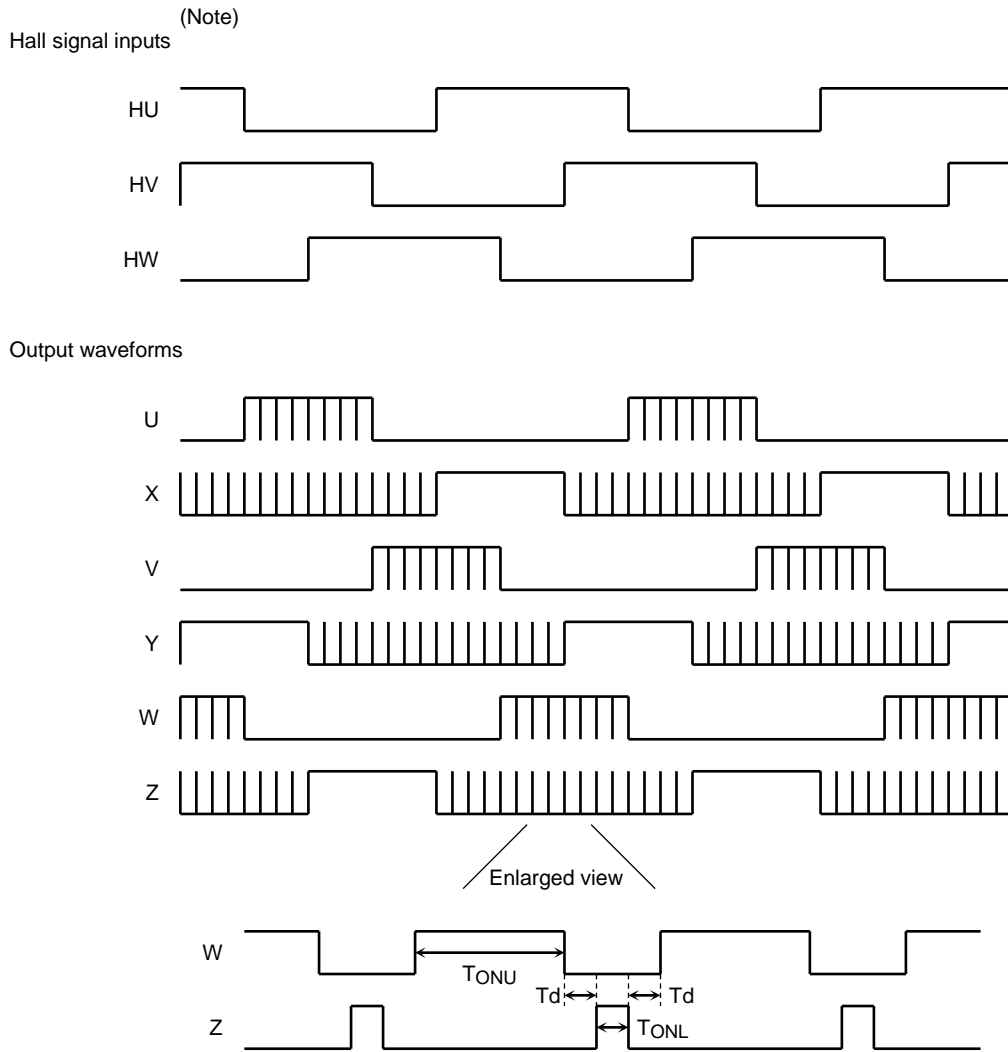 (Note)
Hall signal inputs
HU
HV
HW
Output waveforms
U
X
V
Y
W
Z
Enlarged view
W
TONU
Td Td
Z
TONL